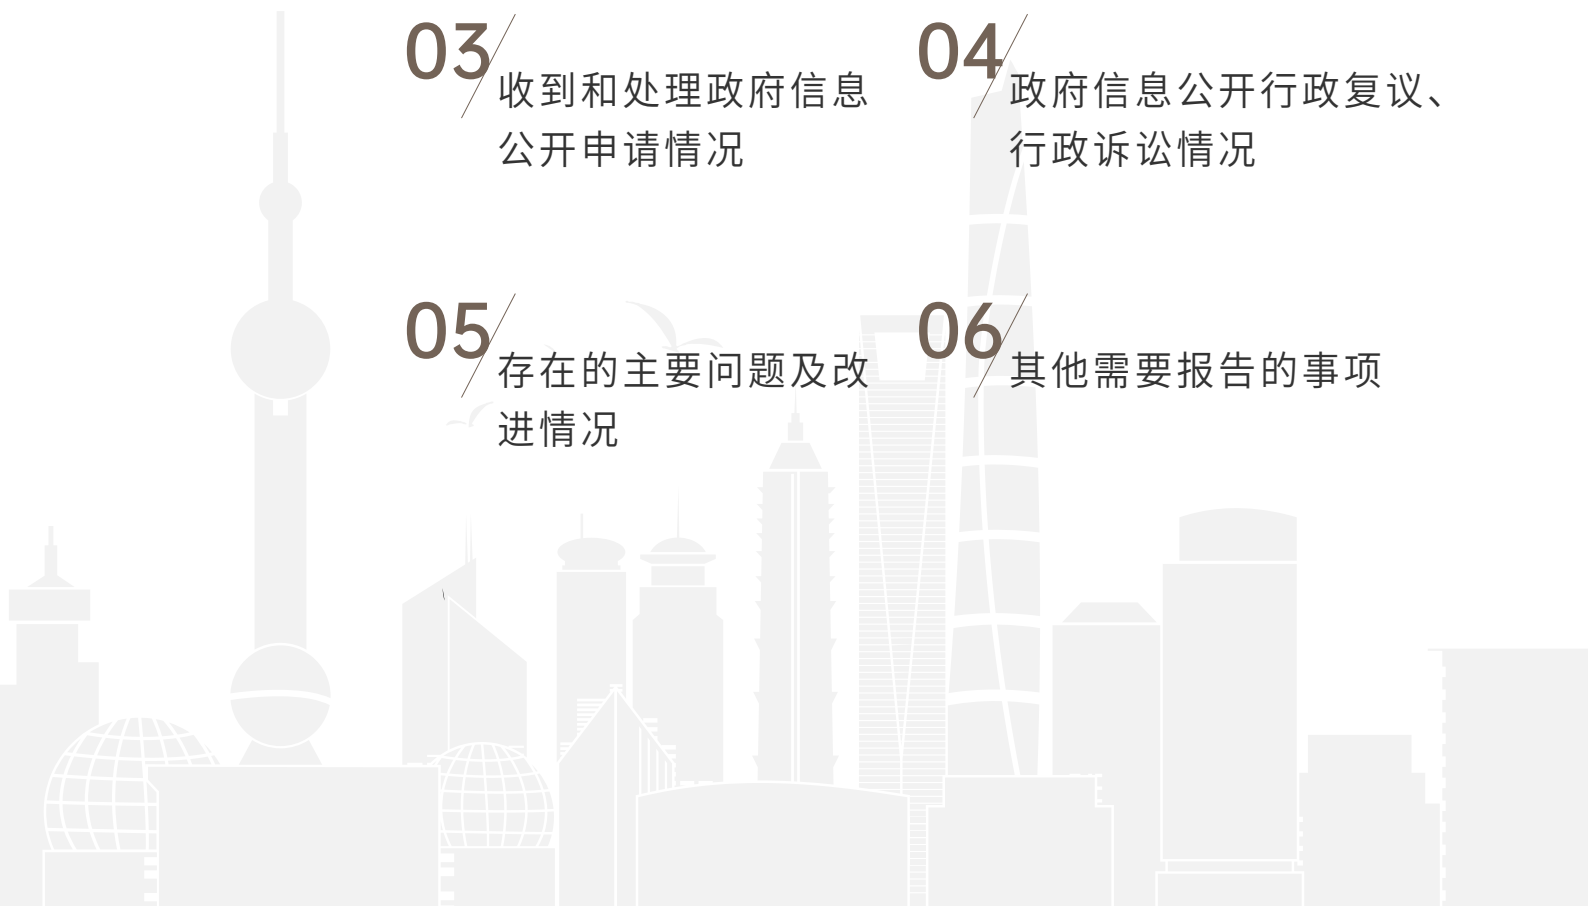 03
收到和处理政府信息
公开申请情况
04
政府信息公开行政复议、
行政诉讼情况
05
存在的主要问题及改
进情况
06
其他需要报告的事项